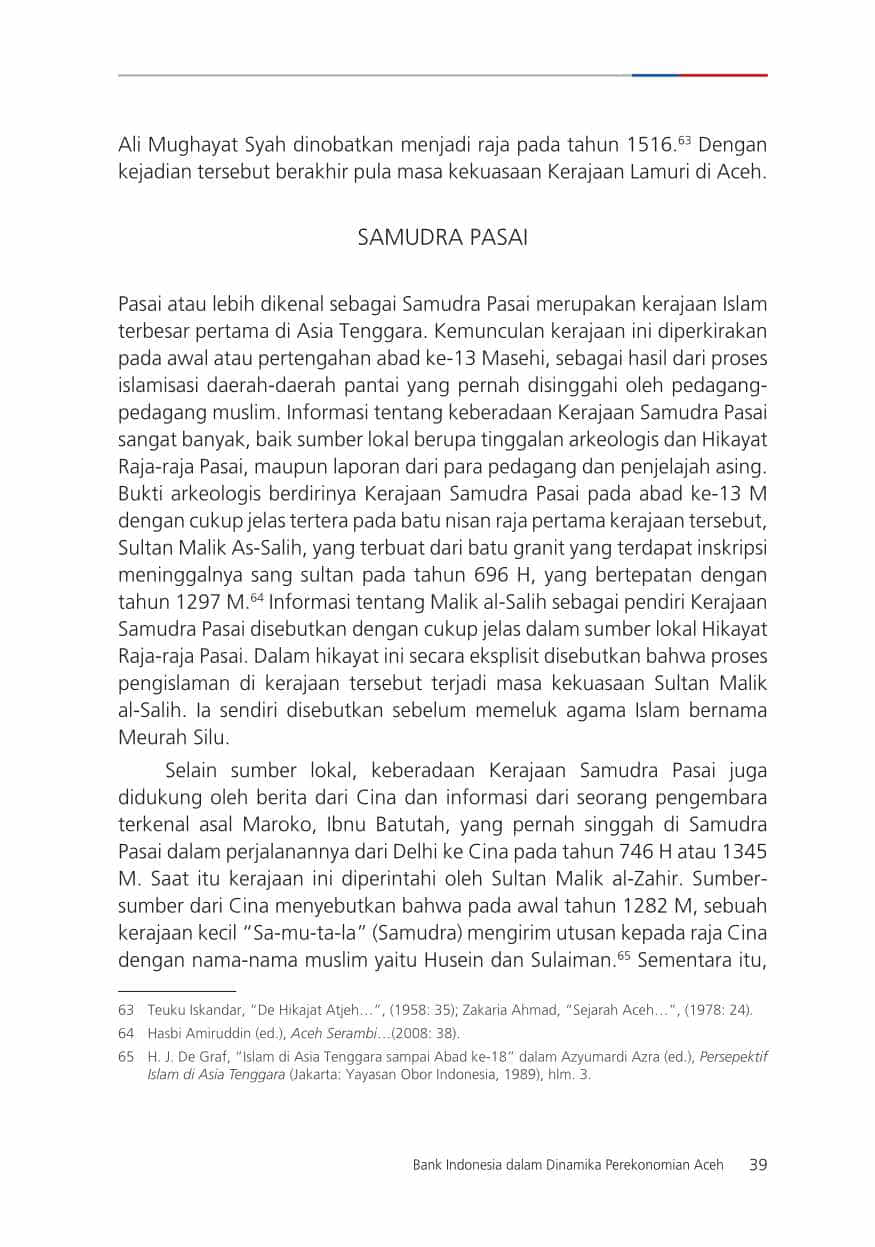 Ali Mughayat Syah dinobatkan menjadi raja pada tahun 1516.⁶³ Dengan
kejadian tersebut berakhir pula masa kekuasaan Kerajaan Lamuri di Aceh.
SAMUDRA PASAI
Pasai atau lebih dikenal sebagai Samudra Pasai merupakan kerajaan Islam
terbesar pertama di Asia Tenggara. Kemunculan kerajaan ini diperkirakan
pada awal atau pertengahan abad ke-13 Masehi, sebagai hasil dari proses
islamisasi daerah-daerah pantai yang pernah disinggahi oleh pedagang-
pedagang muslim. Informasi tentang keberadaan Kerajaan Samudra Pasai
sangat banyak, baik sumber lokal berupa tinggalan arkeologis dan Hikayat
Raja-raja Pasai, maupun laporan dari para pedagang dan penjelajah asing.
Bukti arkeologis berdirinya Kerajaan Samudra Pasai pada abad ke-13 M
dengan cukup jelas tertera pada batu nisan raja pertama kerajaan tersebut,
Sultan Malik As-Salih, yang terbuat dari batu granit yang terdapat inskripsi
meninggalnya sang sultan pada tahun 696 H, yang bertepatan dengan
tahun 1297 M.⁶⁴ Informasi tentang Malik al-Salih sebagai pendiri Kerajaan
Samudra Pasai disebutkan dengan cukup jelas dalam sumber lokal Hikayat
Raja-raja Pasai. Dalam hikayat ini secara eksplisit disebutkan bahwa proses
pengislaman di kerajaan tersebut terjadi masa kekuasaan Sultan Malik
al-Salih. Ia sendiri disebutkan sebelum memeluk agama Islam bernama
Meurah Silu.
Selain sumber lokal, keberadaan Kerajaan Samudra Pasai juga
didukung oleh berita dari Cina dan informasi dari seorang pengembara
terkenal asal Maroko, Ibnu Batutah, yang pernah singgah di Samudra
Pasai dalam perjalanannya dari Delhi ke Cina pada tahun 746 H atau 1345
M. Saat itu kerajaan ini diperintahi oleh Sultan Malik al-Zahir. Sumber-
sumber dari Cina menyebutkan bahwa pada awal tahun 1282 M, sebuah
kerajaan kecil “Sa-mu-ta-la” (Samudra) mengirim utusan kepada raja Cina
dengan nama-nama muslim yaitu Husein dan Sulaiman.⁶⁵ Sementara itu,
63 Teuku Iskandar, “De Hikajat Atjeh…”, (1958: 35); Zakaria Ahmad, “Sejarah Aceh…”, (1978: 24).
64 Hasbi Amiruddin (ed.), Aceh Serambi…(2008: 38).
65 H. J. De Graf, “Islam di Asia Tenggara sampai Abad ke-18” dalam Azyumardi Azra (ed.), Persepektif
Islam di Asia Tenggara (Jakarta: Yayasan Obor Indonesia, 1989), hlm. 3.
Bank Indonesia dalam Dinamika Perekonomian Aceh 39